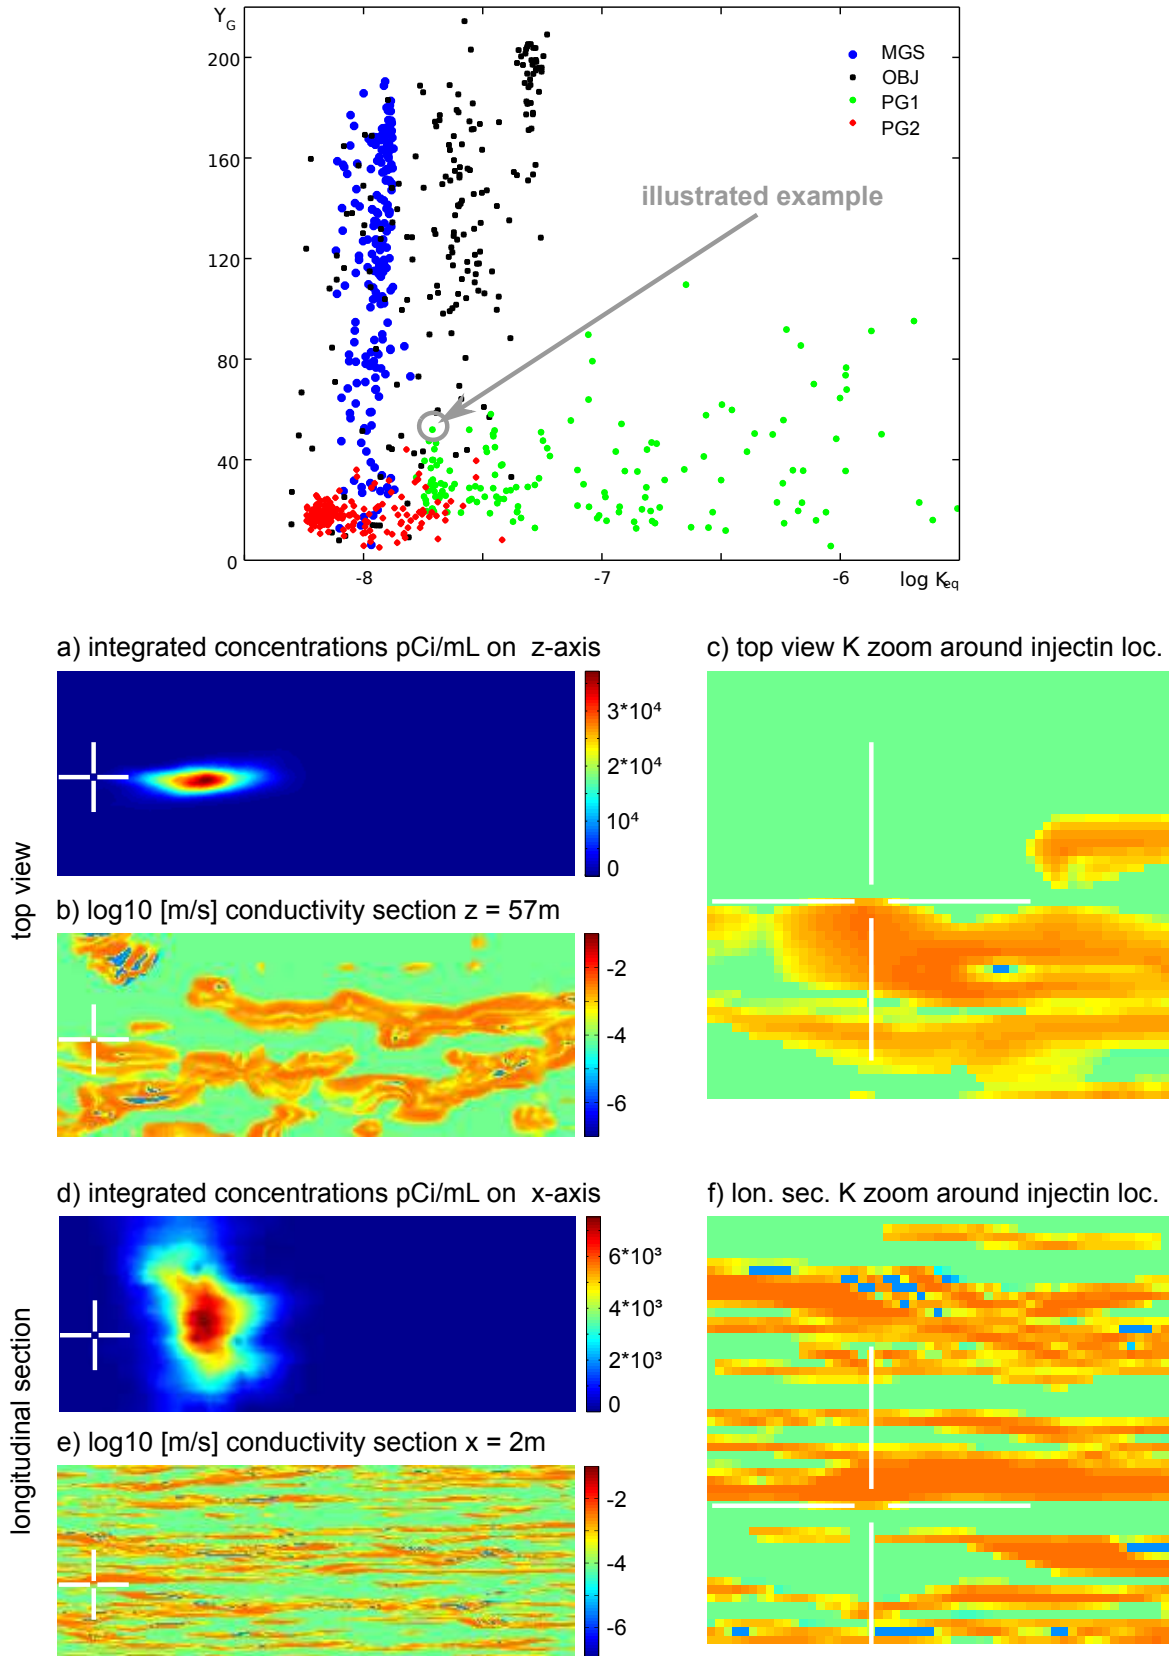 Y_G
200
160
120
80
40
0
-8
-7
-6
log K_eq
MGS
OBJ
PG1
PG2
illustrated example
a) integrated concentrations pCi/mL on z-axis
3*10⁴
2*10⁴
10⁴
0
top view
b) log10 [m/s] conductivity section z = 57m
-2
-4
-6
c) top view K zoom around injectin loc.
d) integrated concentrations pCi/mL on x-axis
6*10³
4*10³
2*10³
0
longitudinal section
e) log10 [m/s] conductivity section x = 2m
-2
-4
-6
f) lon. sec. K zoom around injectin loc.